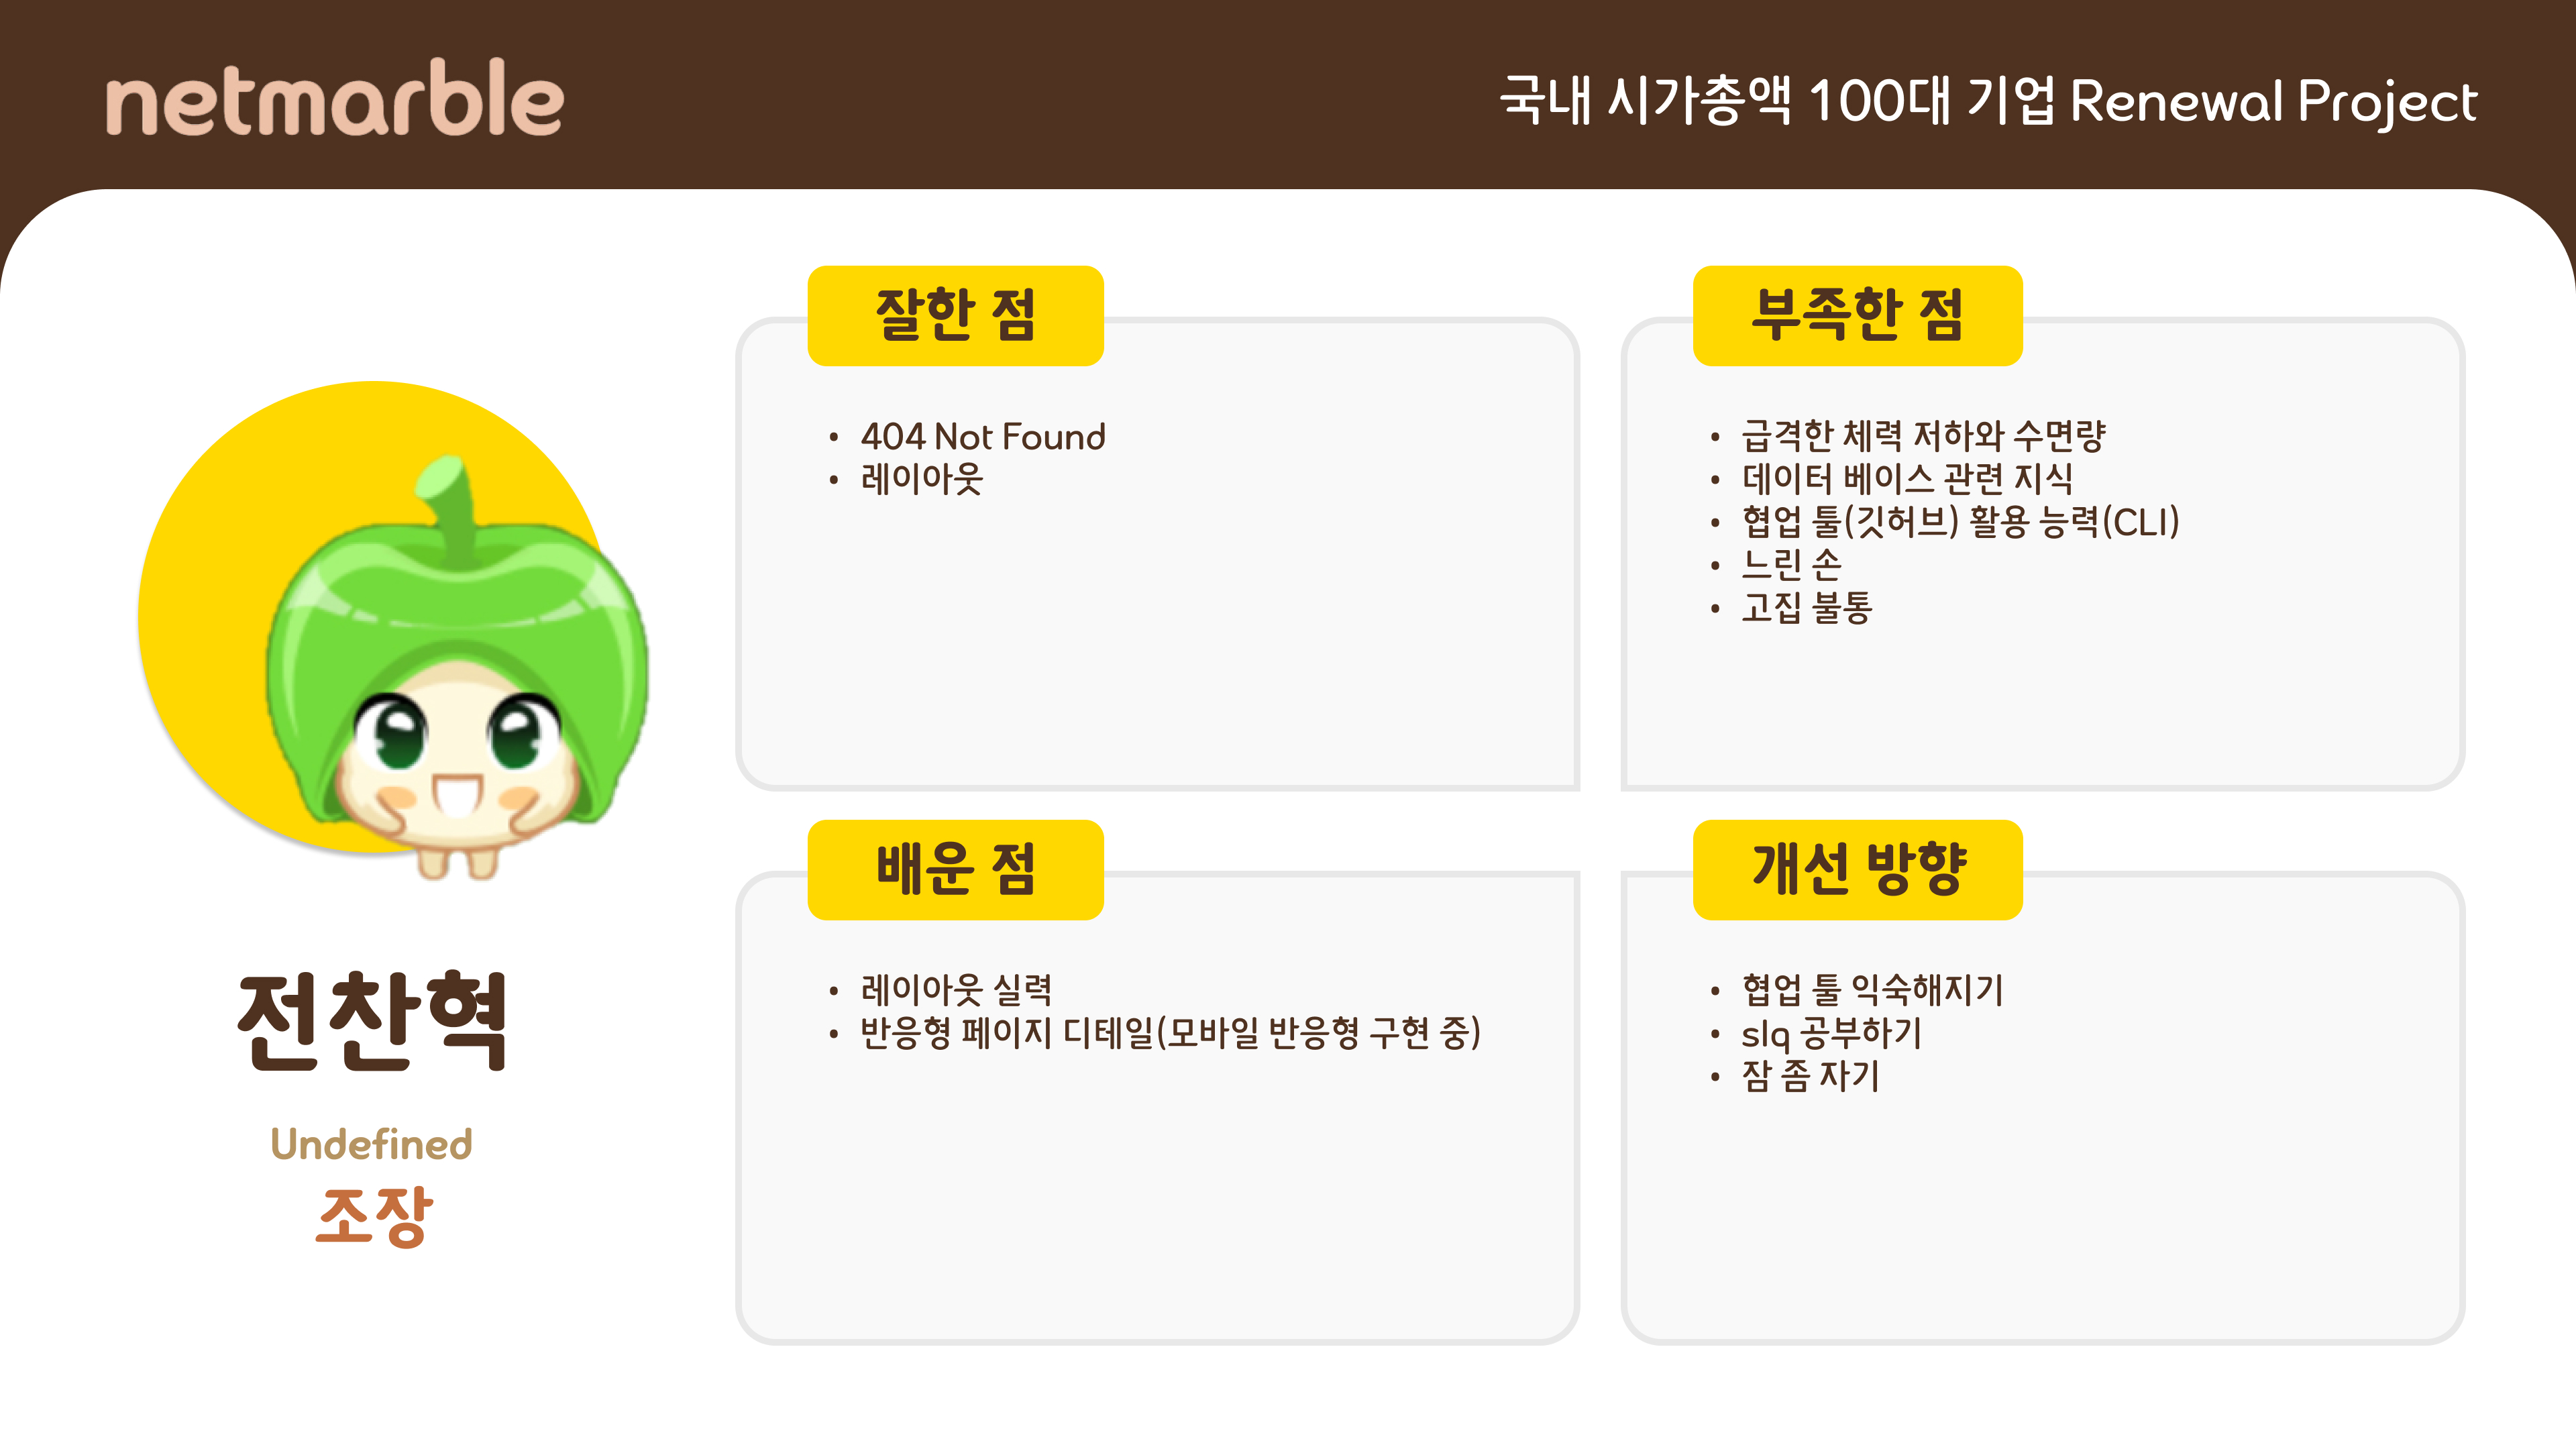 netmarble
국내 시가총액 100대 기업 Renewal Project
잘한 점
• 404 Not Found
• 레이아웃
부족한 점
• 급격한 체력 저하와 수면량
• 데이터 베이스 관련 지식
• 협업 툴(깃허브) 활용 능력(CLI)
• 느린 손
• 고집 불통
전찬혁
Undefined
조장
배운 점
• 레이아웃 실력
• 반응형 페이지 디테일(모바일 반응형 구현 중)
개선 방향
• 협업 툴 익숙해지기
• slq 공부하기
• 잠 좀 자기